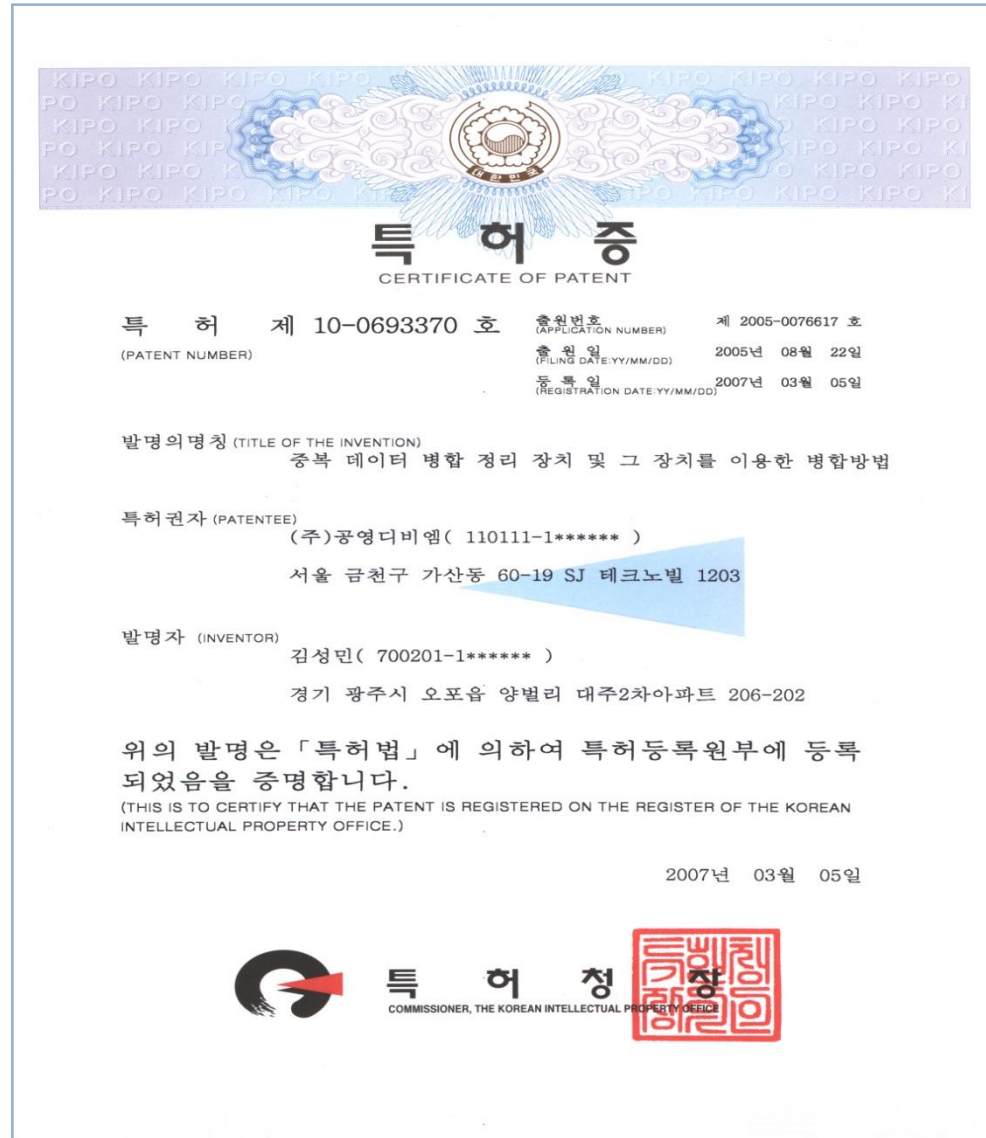 KIPO KIPO KIPO KIPO KIPO KIPO KIPO KIPO
대한민국
특 허 증
CERTIFICATE OF PATENT
특 허 제 10-0693370 호
(PATENT NUMBER)
출원번호 제 2005-0076617 호
(APPLICATION NUMBER)
출 원 일 2005년 08월 22일
(FILING DATE:YY/MM/DD)
등 록 일 2007년 03월 05일
(REGISTRATION DATE:YY/MM/DD)
발명의명칭 (TITLE OF THE INVENTION)
중복 데이터 병합 정리 장치 및 그 장치를 이용한 병합방법
특허권자 (PATENTEE)
(주)공영디비엠( 110111-1****** )
서울 금천구 가산동 60-19 SJ 테크노빌 1203
발명자 (INVENTOR)
김성민( 700201-1****** )
경기 광주시 오포읍 양벌리 대주2차아파트 206-202
위의 발명은 「특허법」에 의하여 특허등록원부에 등록
되었음을 증명합니다.
(THIS IS TO CERTIFY THAT THE PATENT IS REGISTERED ON THE REGISTER OF THE KOREAN
INTELLECTUAL PROPERTY OFFICE.)
2007년 03월 05일
특 허 청 장
COMMISSIONER, THE KOREAN INTELLECTUAL PROPERTY OFFICE